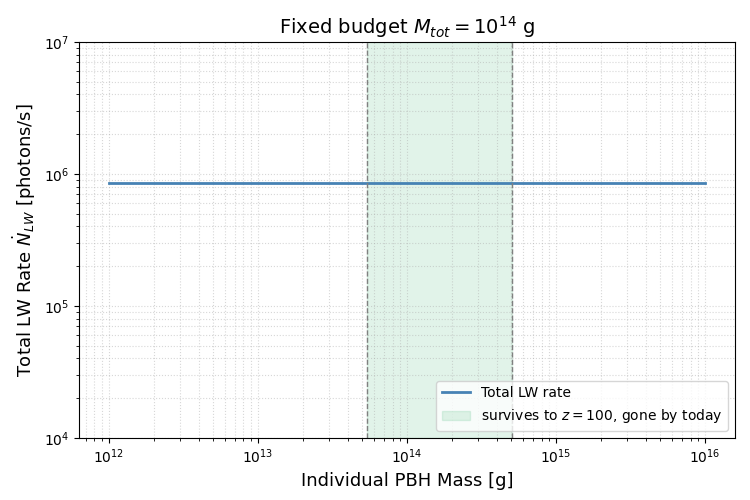 Fixed budget $M_{tot} = 10^{14}$ g
Total LW Rate $\dot{N}_{LW}$ [photons/s]
10^7
10^6
10^5
10^4
Total LW rate
survives to $z = 100$, gone by today
10^12 10^13 10^14 10^15 10^16
Individual PBH Mass [g]